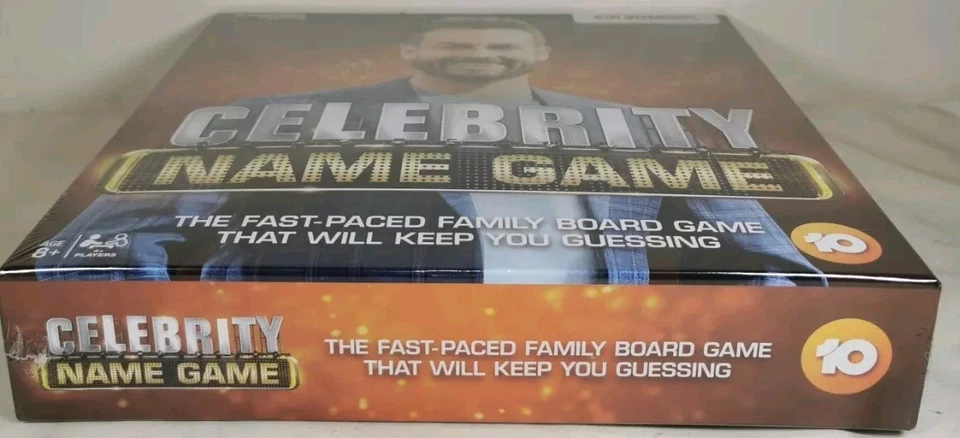 CELEBRITY
NAME GAME
THE FAST-PACED FAMILY BOARD GAME
THAT WILL KEEP YOU GUESSING
AGE
8+
PLAYERS
10
CELEBRITY
NAME GAME
THE FAST-PACED FAMILY BOARD GAME
THAT WILL KEEP YOU GUESSING
10